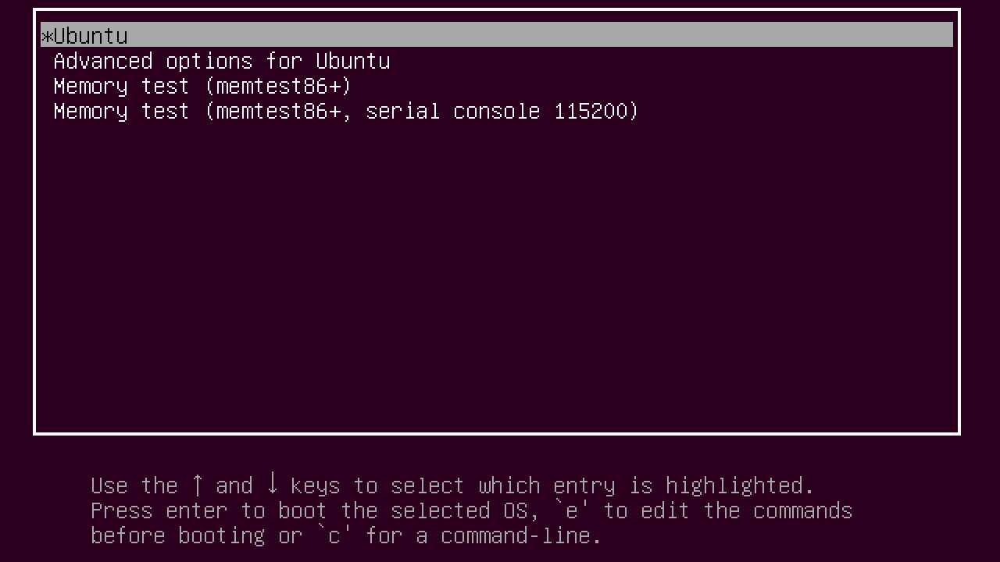 *Ubuntu
Advanced options for Ubuntu
Memory test (memtest86+)
Memory test (memtest86+, serial console 115200)
Use the ↑ and ↓ keys to select which entry is highlighted.
Press enter to boot the selected OS, `e' to edit the commands
before booting or `c' for a command-line.